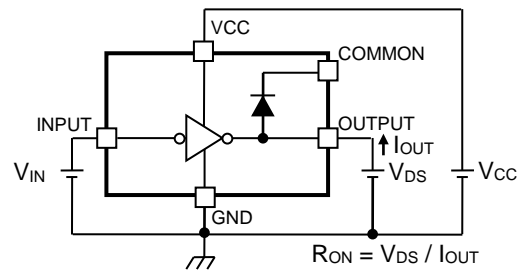 VCC
COMMON
INPUT
OUTPUT
IOUT
VIN
VDS
VCC
GND
RON = VDS / IOUT